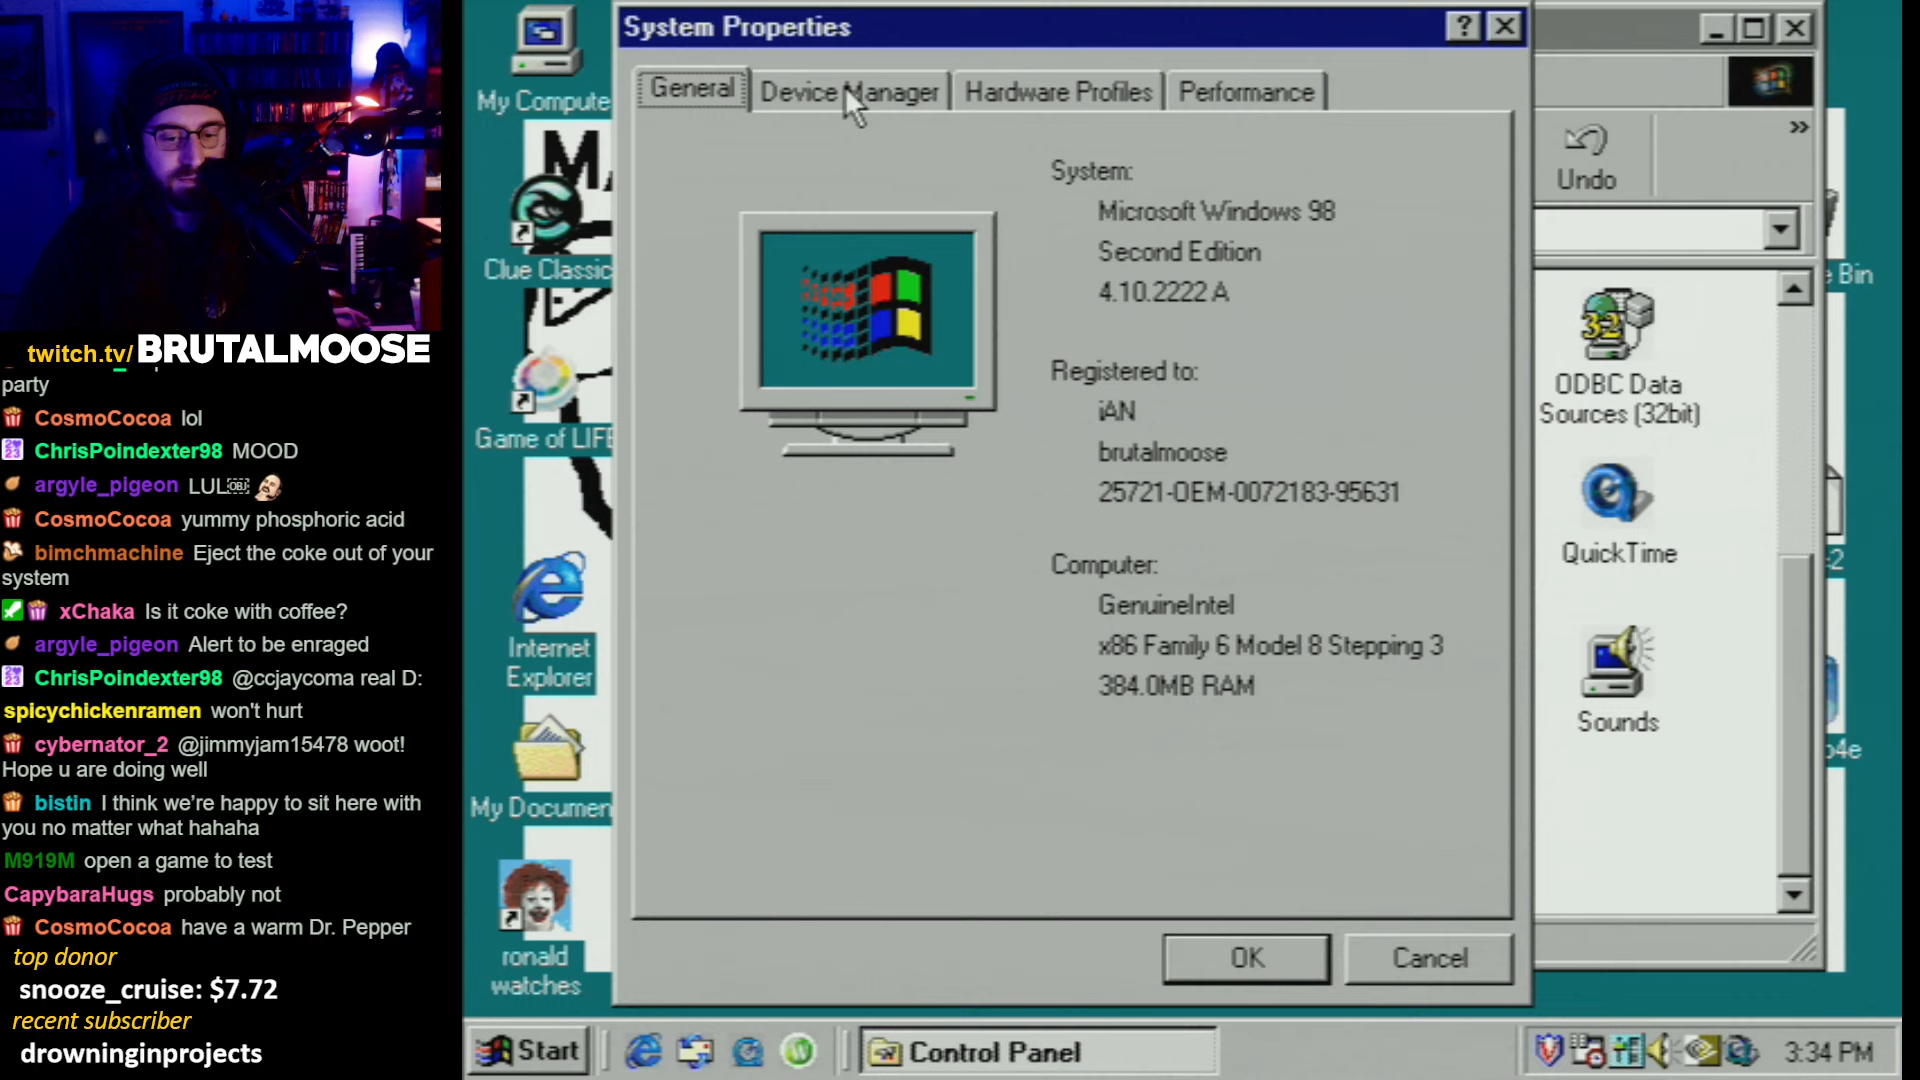 twitch.tv/BRUTALMOOSE
party
CosmoCocoa lol
ChrisPoindexter98 MOOD
argyle_pigeon LUL
CosmoCocoa yummy phosphoric acid
bimchmachine Eject the coke out of your
system
xChaka Is it coke with coffee?
argyle_pigeon Alert to be enraged
ChrisPoindexter98 @ccjaycoma real D:
spicychickenramen won't hurt
cybernator_2 @jimmyjam15478 woot!
Hope u are doing well
bistin I think we're happy to sit here with
you no matter what hahaha
M919M open a game to test
CapybaraHugs probably not
CosmoCocoa have a warm Dr. Pepper
top donor
snooze_cruise: $7.72
recent subscriber
drowninginprojects
My Compute
Clue Classic
Game of LIFE
Internet
Explorer
My Documen
ronald
watches
System Properties
General Device Manager Hardware Profiles Performance
System:
Microsoft Windows 98
Second Edition
4.10.2222 A
Registered to:
iAN
brutalmoose
25721-OEM-0072183-95631
Computer:
GenuineIntel
x86 Family 6 Model 8 Stepping 3
384.0MB RAM
OK Cancel
Undo
»
e Bin
ODBC Data
Sources (32bit)
QuickTime
Sounds
Start
Control Panel
3:34 PM